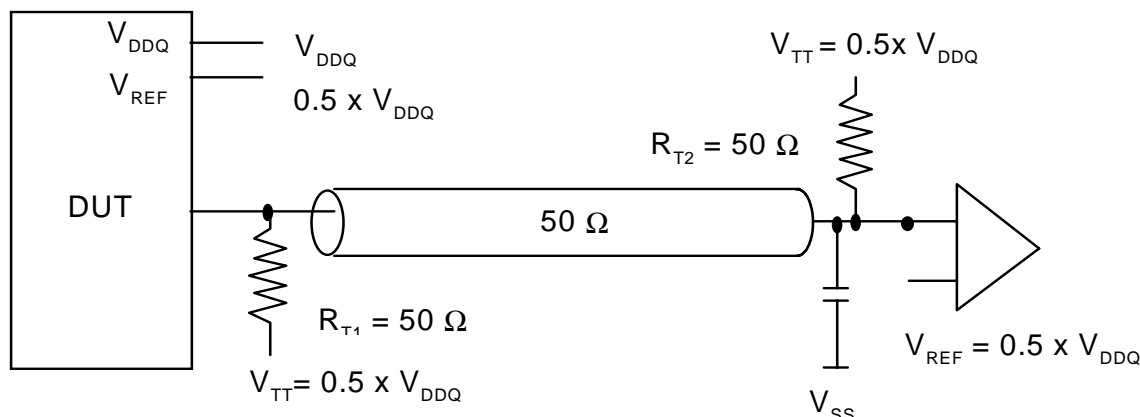 V_DDQ
V_DDQ
V_REF
0.5 x V_DDQ
V_TT = 0.5x V_DDQ
R_T2 = 50 Ω
DUT
50 Ω
R_T1 = 50 Ω
V_REF = 0.5 x V_DDQ
V_TT = 0.5 x V_DDQ
V_SS